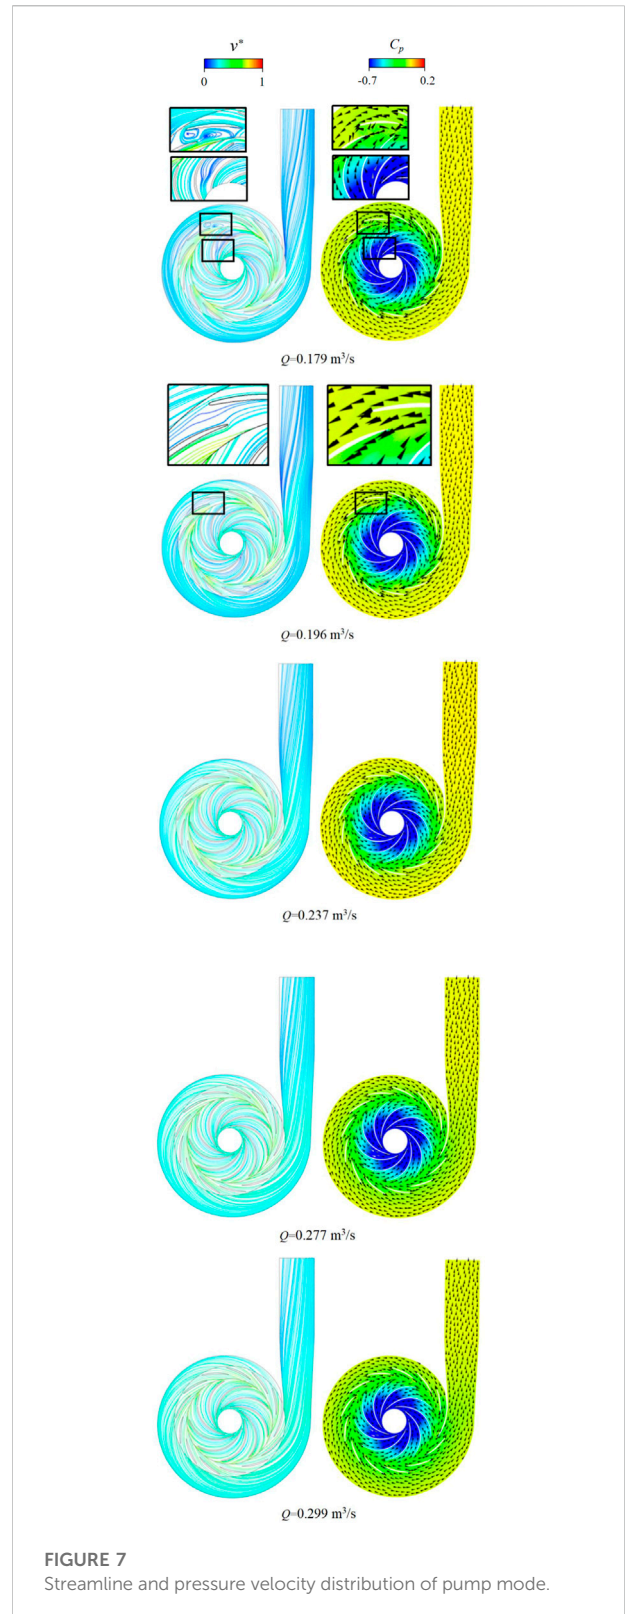 v* C_p
0 1 -0.7 0.2
Q=0.179 m³/s
Q=0.196 m³/s
Q=0.237 m³/s
Q=0.277 m³/s
Q=0.299 m³/s
FIGURE 7
Streamline and pressure velocity distribution of pump mode.